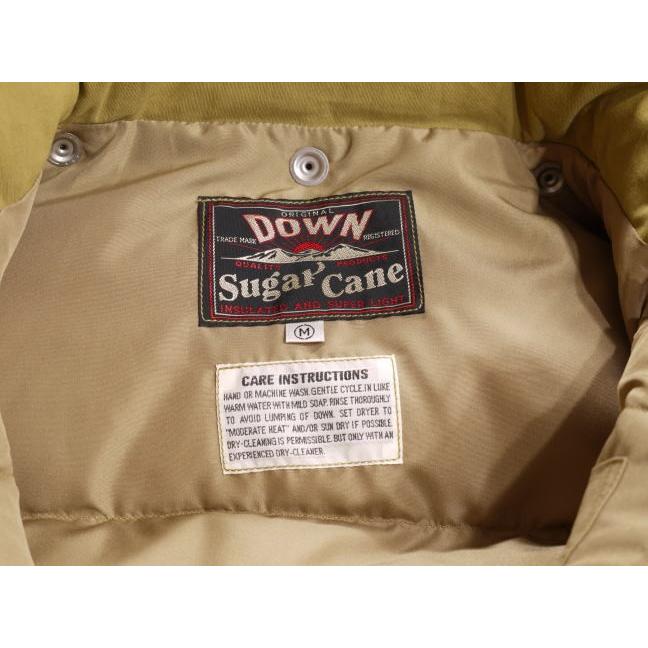 ORIGINAL
DOWN
TRADE MARK REGISTERED
QUALITY PRODUCTS
Sugar Cane
INSULATED AND SUPER LIGHT
M
CARE INSTRUCTIONS
HAND OR MACHINE WASH. GENTLE CYCLE. IN LUKE
WARM WATER WITH MILD SOAP. RINSE THOROUGHLY
TO AVOID LUMPING OF DOWN. SET DRYER TO
"MODERATE HEAT" AND/OR SUN DRY IF POSSIBLE.
DRY-CLEANING IS PERMISSIBLE. BUT ONLY WITH AN
EXPERIENCED DRY-CLEANER.